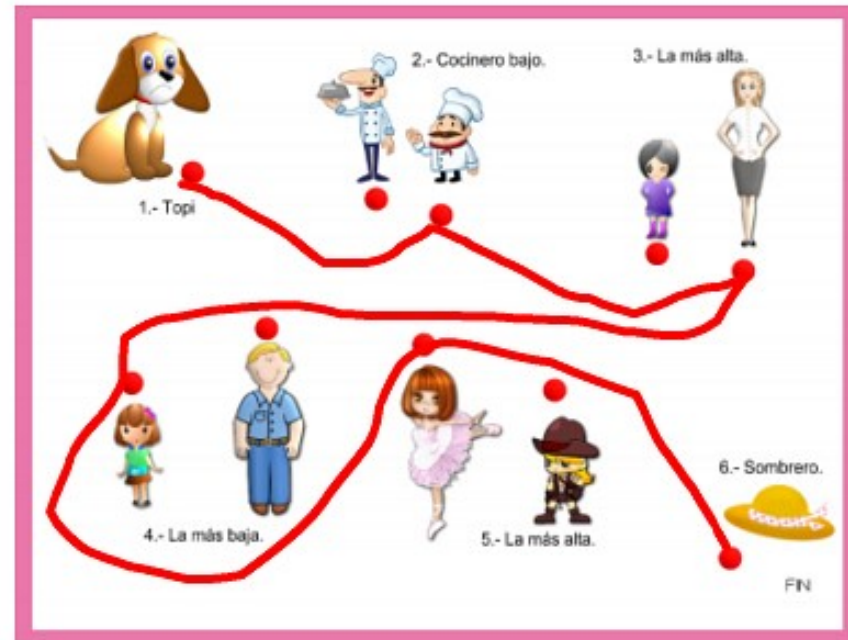 1.- Topi
2.- Cocinero bajo.
3.- La más alta.
4.- La más baja.
5.- La más alta.
6.- Sombrero.
FIN